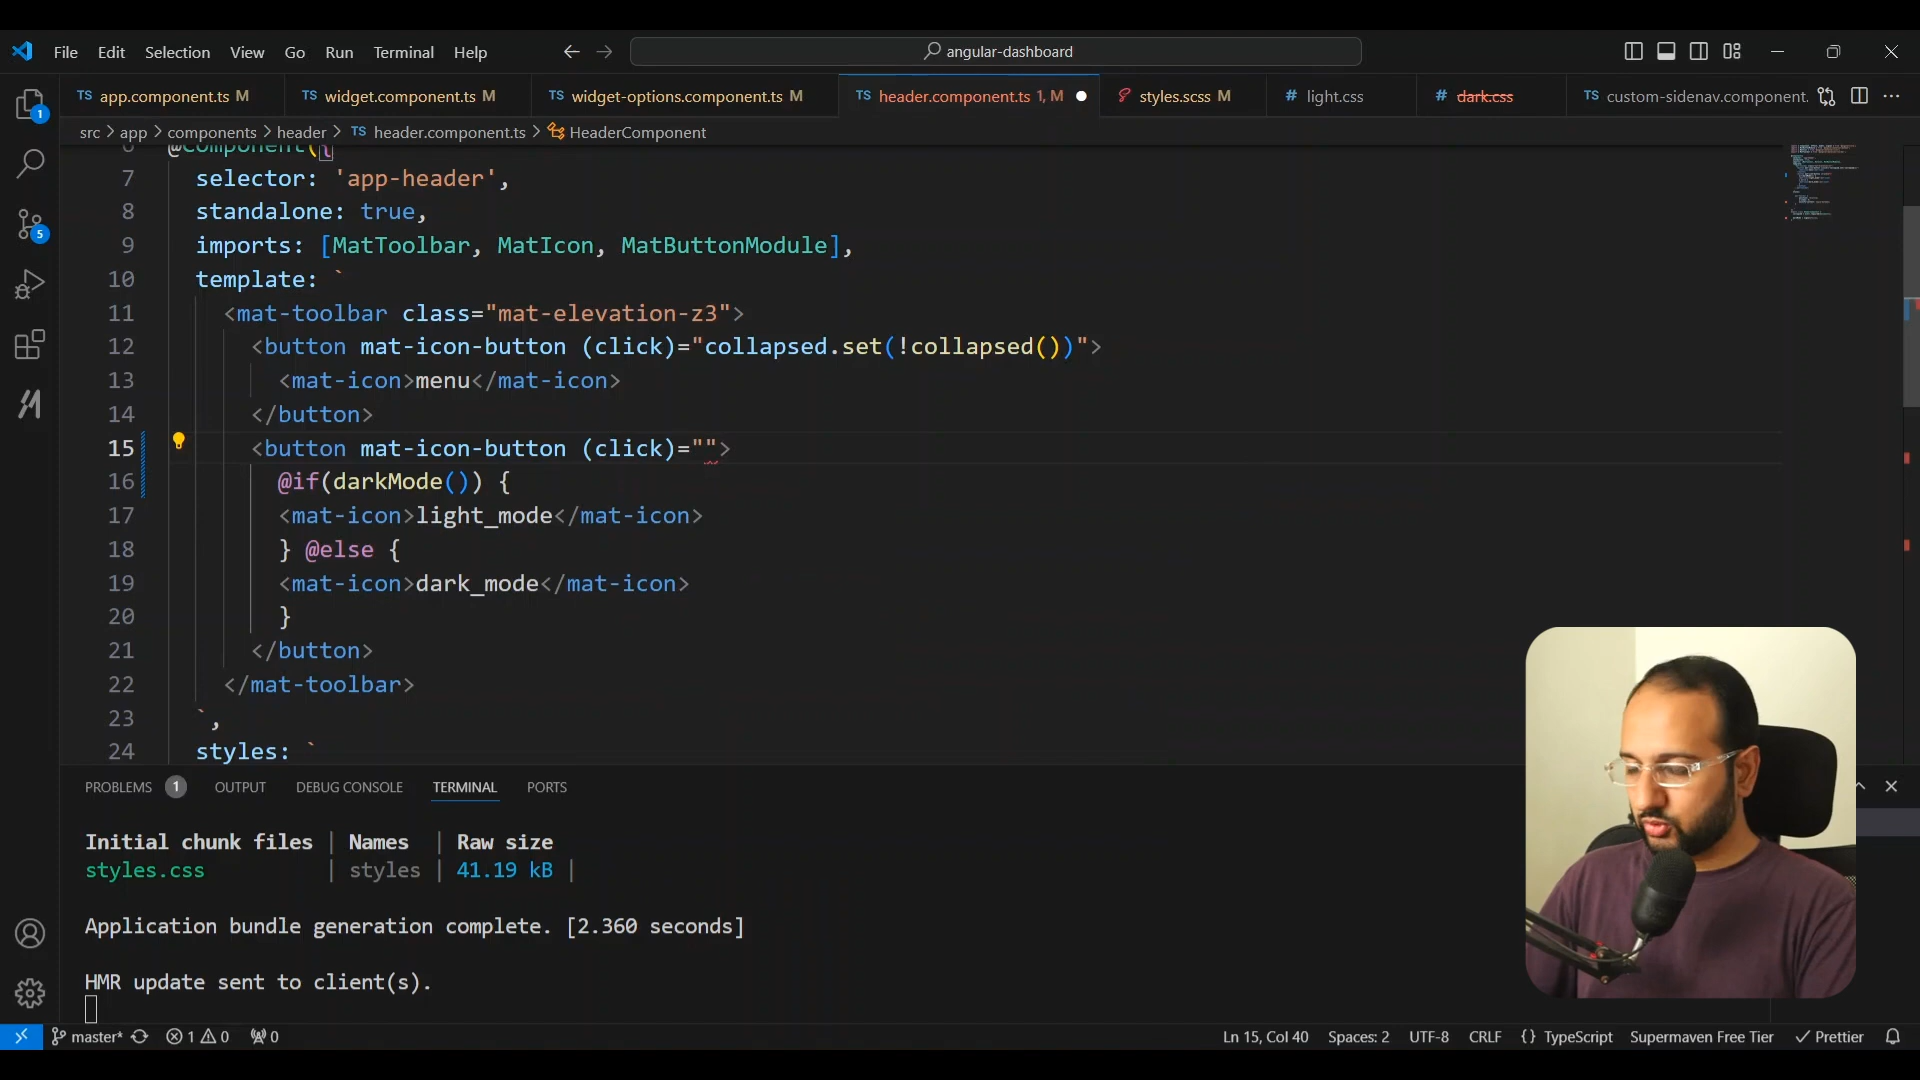 File Edit Selection View Go Run Terminal Help
angular-dashboard
TS app.component.ts M
TS widget.component.ts M
TS widget-options.component.ts M
TS header.component.ts 1, M
styles.scss M
# light.css
# dark.css
TS custom-sidenav.component.
src > app > components > header > TS header.component.ts > HeaderComponent
6 @Component({
7 selector: 'app-header',
8 standalone: true,
9 imports: [MatToolbar, MatIcon, MatButtonModule],
10 template: `
11 <mat-toolbar class="mat-elevation-z3">
12 <button mat-icon-button (click)="collapsed.set(!collapsed())">
13 <mat-icon>menu</mat-icon>
14 </button>
15 <button mat-icon-button (click)="">
16 @if(darkMode()) {
17 <mat-icon>light_mode</mat-icon>
18 } @else {
19 <mat-icon>dark_mode</mat-icon>
20 }
21 </button>
22 </mat-toolbar>
23 `,
24 styles: `
1
5
PROBLEMS 1 OUTPUT DEBUG CONSOLE TERMINAL PORTS
Initial chunk files | Names | Raw size
styles.css | styles | 41.19 kB |
Application bundle generation complete. [2.360 seconds]
HMR update sent to client(s).
master* 1 0 0
Ln 15, Col 40 Spaces: 2 UTF-8 CRLF {} TypeScript Supermaven Free Tier Prettier